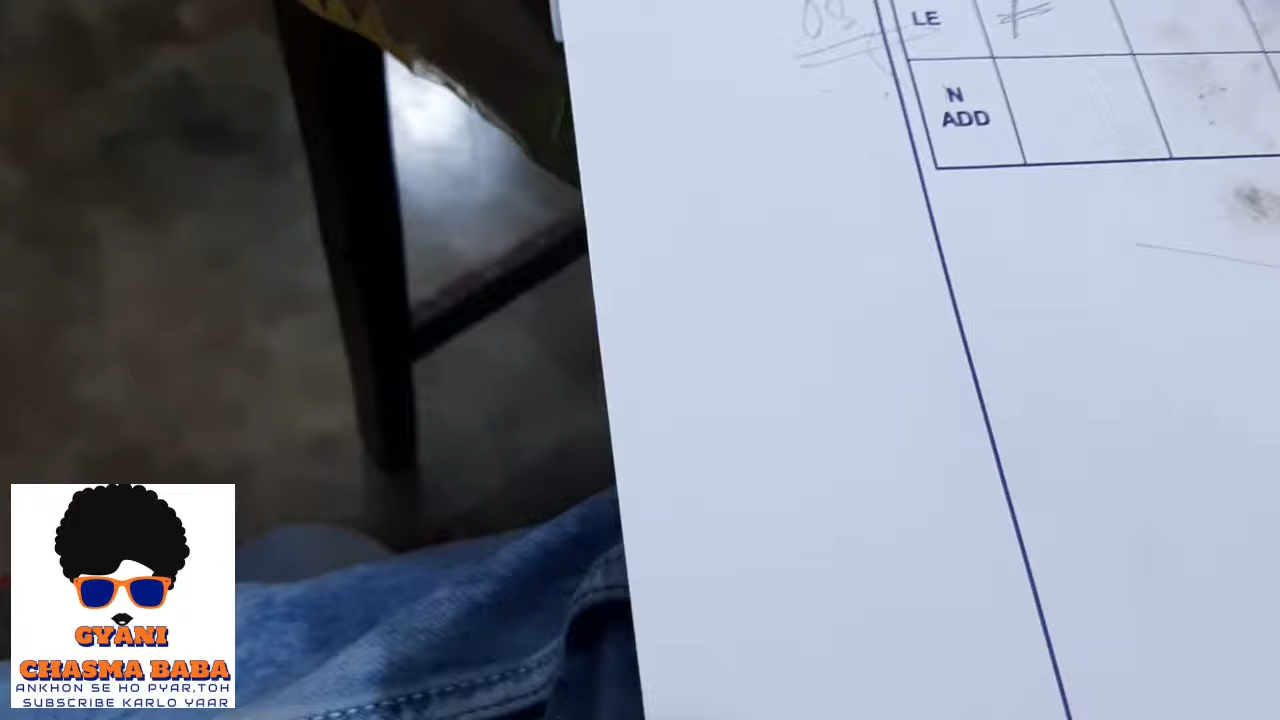 LE
N
ADD
GYANI
CHASMA BABA
ANKHON SE HO PYAR,TOH
SUBSCRIBE KARLO YAAR